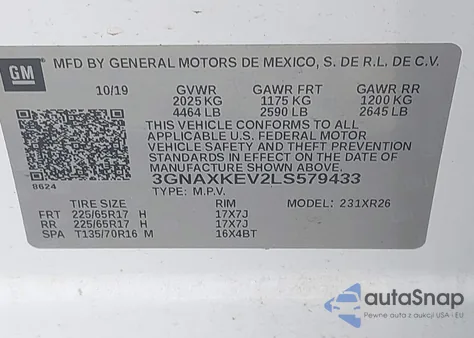 GM
MFD BY GENERAL MOTORS DE MEXICO, S. DE R.L. DE C.V.
10/19 GVWR GAWR FRT GAWR RR
2025 KG 1175 KG 1200 KG
4464 LB 2590 LB 2645 LB
THIS VEHICLE CONFORMS TO ALL
APPLICABLE U.S. FEDERAL MOTOR
VEHICLE SAFETY AND THEFT PREVENTION
STANDARDS IN EFFECT ON THE DATE OF
MANUFACTURE SHOWN ABOVE.
8624 3GNAXKEV2LS579433
TYPE: M.P.V.
TIRE SIZE RIM MODEL: 231XR26
FRT 225/65R17 H 17X7J
RR 225/65R17 H 17X7J
SPA T135/70R16 M 16X4BT
autoSnap
Pewne auta z aukcji USA - EU